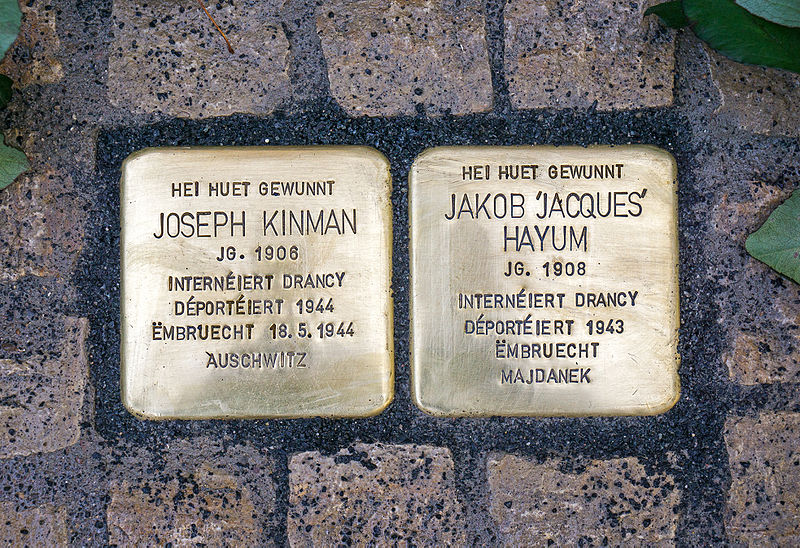 HEI HUET GEWUNNT
JOSEPH KINMAN
JG. 1906
INTERNÉIERT DRANCY
DÉPORTÉIERT 1944
ËMBRUECHT 18.5.1944
AUSCHWITZ
HEI HUET GEWUNNT
JAKOB 'JACQUES'
HAYUM
JG. 1908
INTERNÉIERT DRANCY
DÉPORTÉIERT 1943
ËMBRUECHT
MAJDANEK